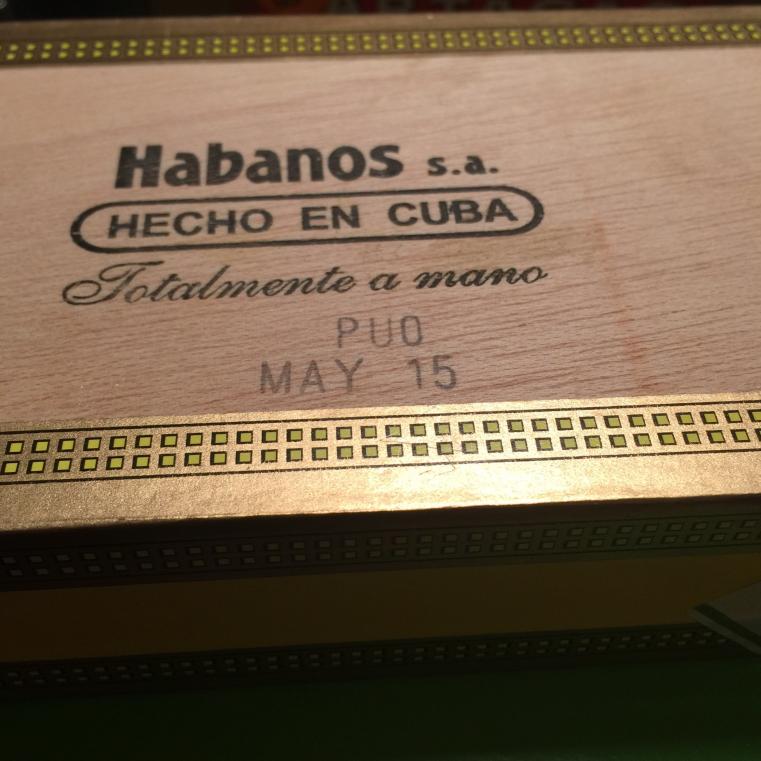 Habanos s.a.
HECHO EN CUBA
Totalmente a mano
PUO
MAY 15